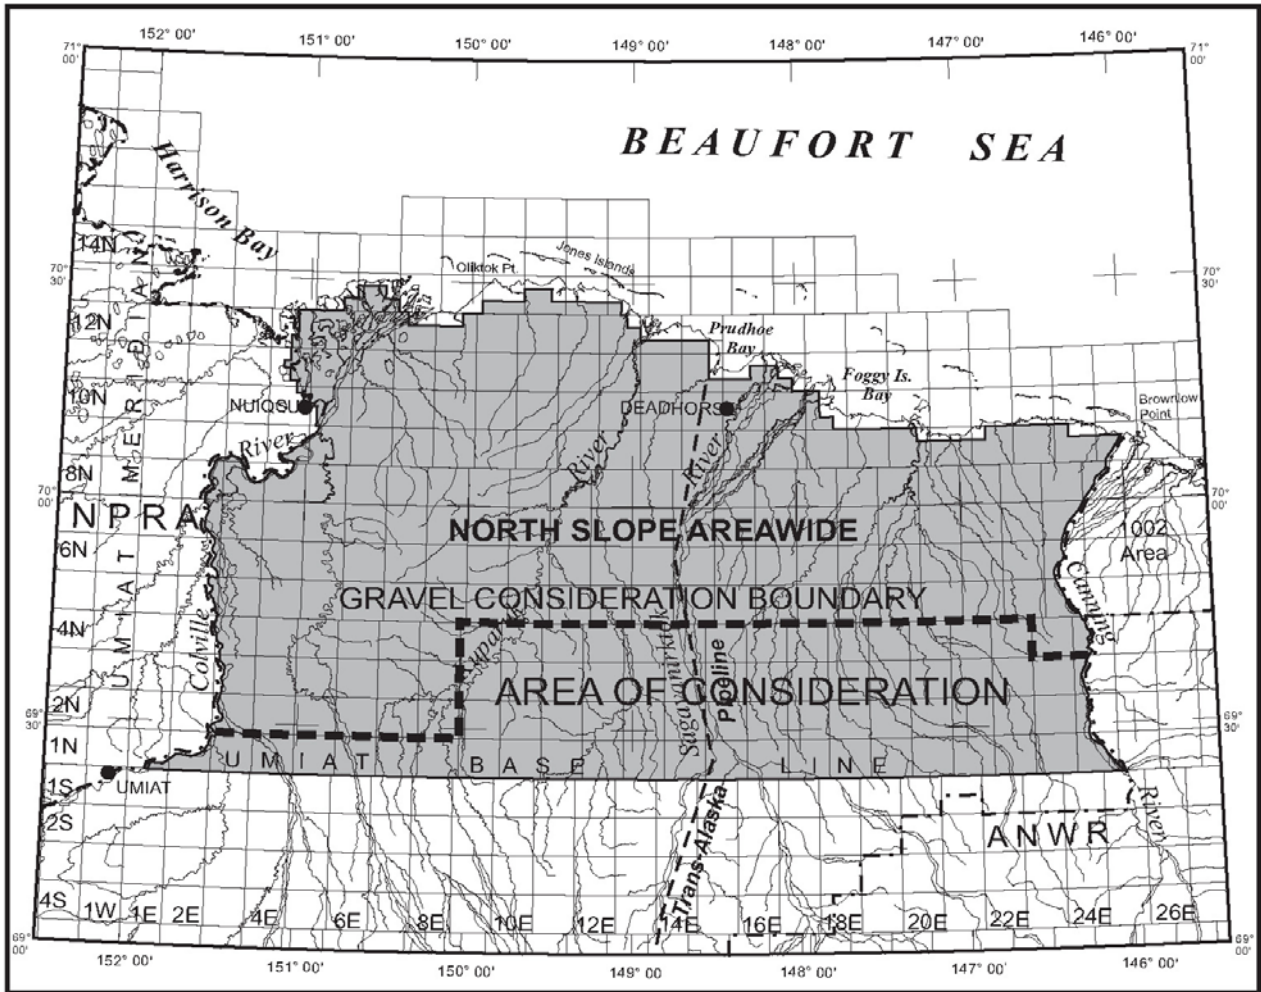 152° 00'
151° 00'
150° 00'
149° 00'
148° 00'
147° 00'
146° 00'
71°
00'
71°
00'
BEAUFORT SEA
Harrison Bay
14N
70°
30'
Oliktok Pt.
Jones Islands
70°
30'
12N
Prudhoe
Bay
Foggy Is.
Bay
10N
NUIQSU
DEADHORS
Brownlow
Point
River
River
River
8N
70°
00'
70°
00'
NPRA
UMIAT MERIDIAN
NORTH SLOPE AREAWIDE
1002
Area
6N
GRAVEL CONSIDERATION BOUNDARY
Canning
4N
Colville
Kuparuk
Sagavanirktok
Pipeline
AREA OF CONSIDERATION
2N
69°
30'
69°
30'
1N
UMIAT BASE LINE
1S
UMIAT
River
2S
Trans-Alaska
ANWR
4S
1W
1E
2E
4E
6E
8E
10E
12E
14E
16E
18E
20E
22E
24E
26E
69°
00'
69°
00'
152° 00'
151° 00'
150° 00'
149° 00'
148° 00'
147° 00'
146° 00'